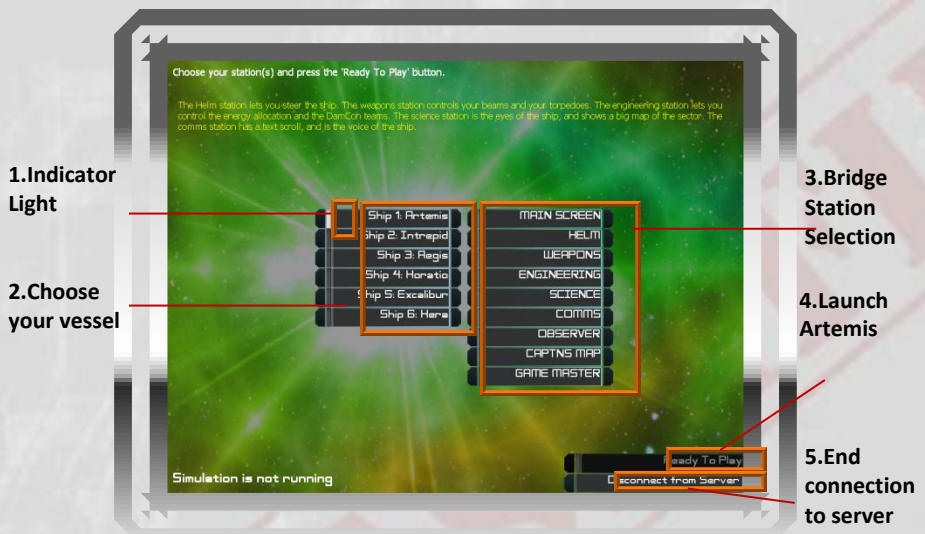 Choose your station(s) and press the 'Ready To Play' button.
The Helm station lets you steer the ship. The weapons station controls your beams and your torpedoes. The engineering station lets you
control the energy allocation and the DamCon teams. The science station is the eyes of the ship, and shows a big map of the sector. The
comms station has a text scroll, and is the voice of the ship.
1.Indicator
Light
2.Choose
your vessel
Ship 1: Artemis
Ship 2: Intrepid
Ship 3: Aegis
Ship 4: Horatio
Ship 5: Excalibur
Ship 6: Hera
MAIN SCREEN
HELM
WEAPONS
ENGINEERING
SCIENCE
COMMS
OBSERVER
CAPTNS MAP
GAME MASTER
3.Bridge
Station
Selection
4.Launch
Artemis
Ready To Play
Disconnect from Server
Simulation is not running
5.End
connection
to server